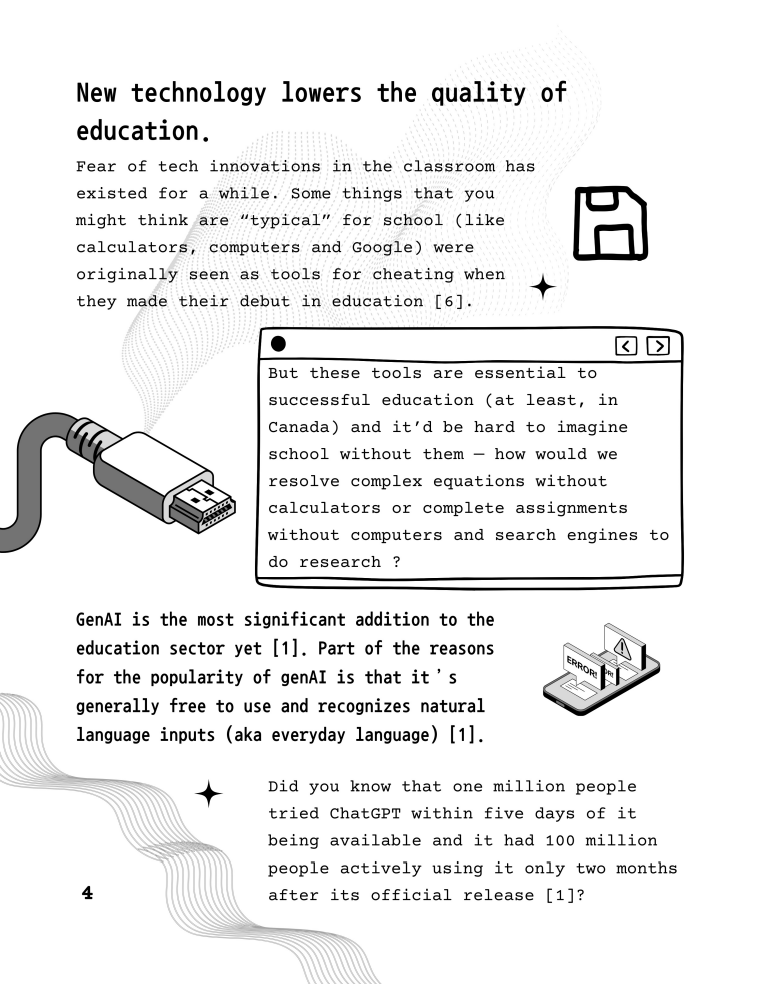 New technology lowers the quality of
education.
Fear of tech innovations in the classroom has
existed for a while. Some things that you
might think are “typical” for school (like
calculators, computers and Google) were
originally seen as tools for cheating when
they made their debut in education [6].
But these tools are essential to
successful education (at least, in
Canada) and it’d be hard to imagine
school without them — how would we
resolve complex equations without
calculators or complete assignments
without computers and search engines to
do research ?
GenAI is the most significant addition to the
education sector yet [1]. Part of the reasons
for the popularity of genAI is that it’s
generally free to use and recognizes natural
language inputs (aka everyday language) [1].
ERROR!
OR!
Did you know that one million people
tried ChatGPT within five days of it
being available and it had 100 million
people actively using it only two months
after its official release [1]?
4